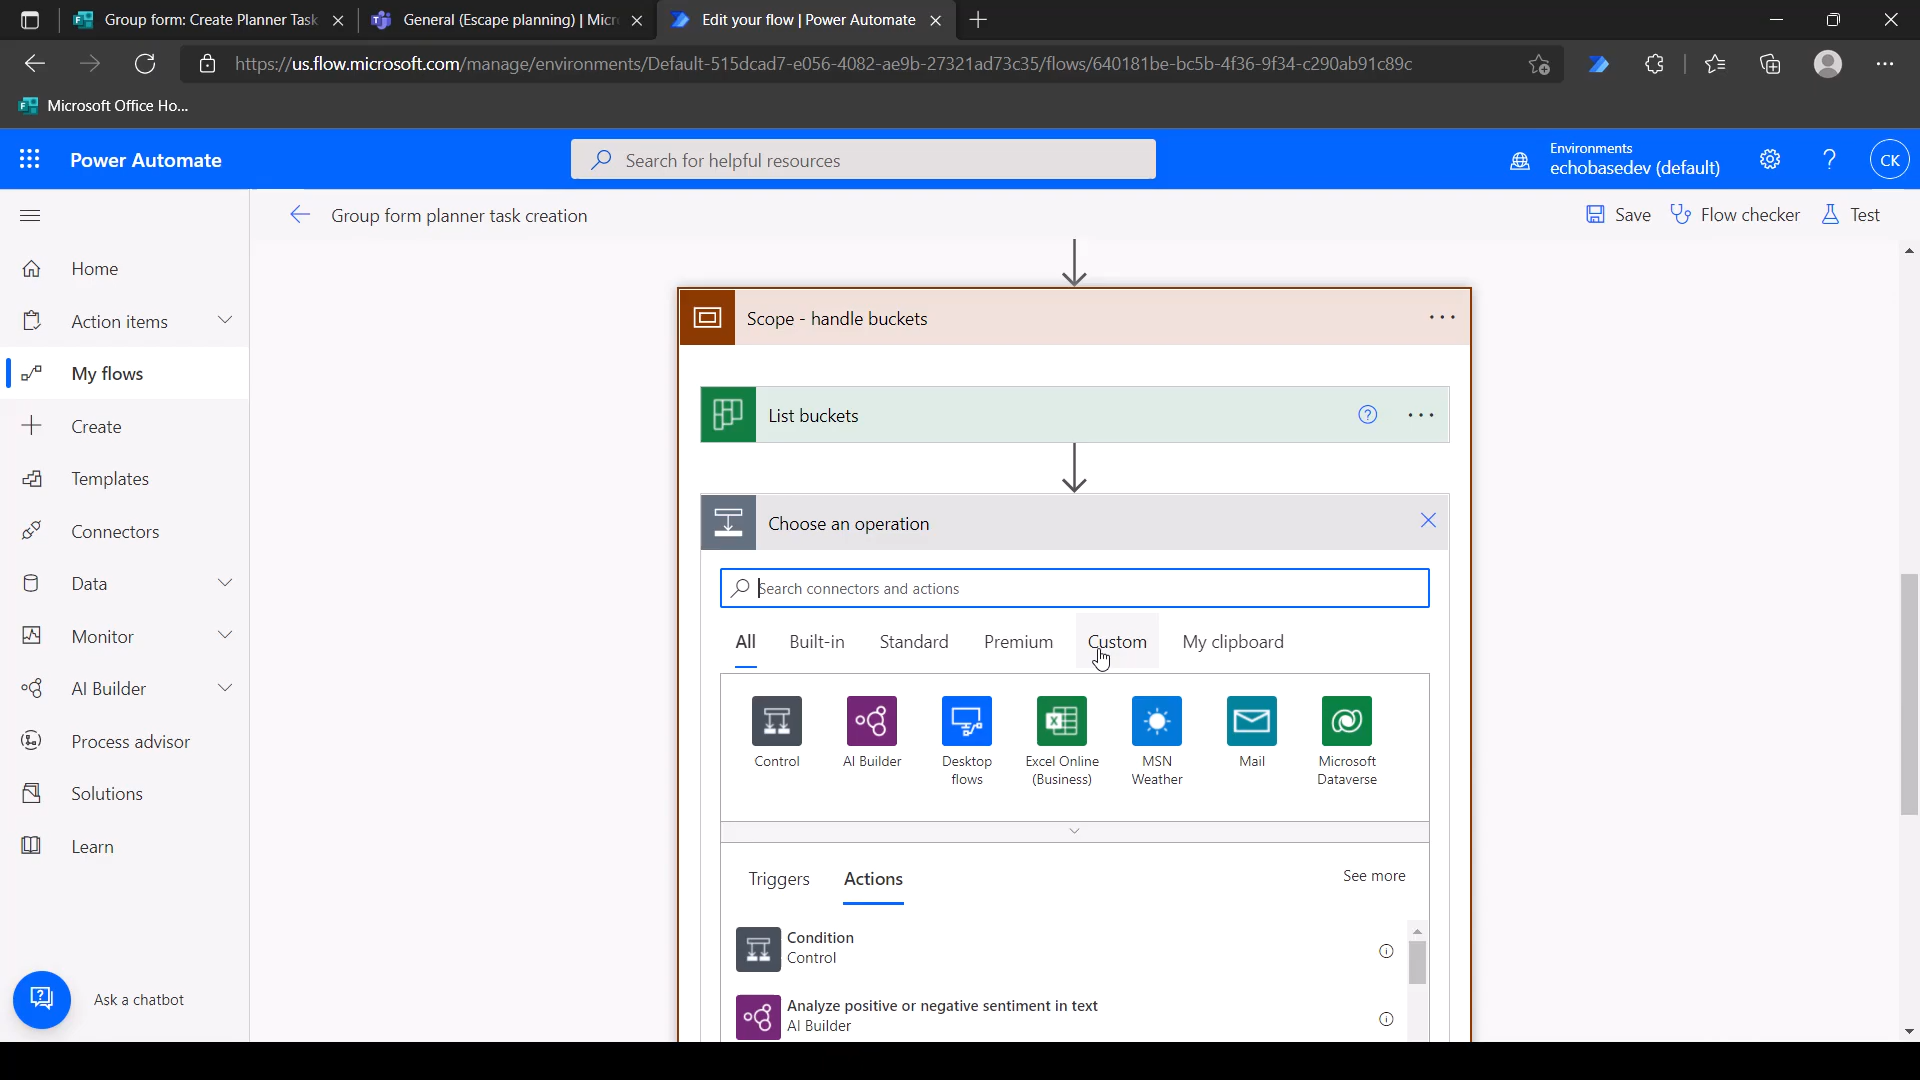 Group form: Create Planner Task
General (Escape planning) | Micr
Edit your flow | Power Automate
https://us.flow.microsoft.com/manage/environments/Default-515dcad7-e056-4082-ae9b-27321ad73c35/flows/640181be-bc5b-4f36-9f34-c290ab91c89c
Microsoft Office Ho...
Power Automate
Search for helpful resources
Environments
echobasedev (default)
CK
Group form planner task creation
Save
Flow checker
Test
Home
Action items
My flows
Create
Templates
Connectors
Data
Monitor
AI Builder
Process advisor
Solutions
Learn
Ask a chatbot
Scope - handle buckets
List buckets
Choose an operation
Search connectors and actions
All Built-in Standard Premium Custom My clipboard
Control
AI Builder
Desktop
flows
Excel Online
(Business)
MSN
Weather
Mail
Microsoft
Dataverse
Triggers Actions See more
Condition
Control
Analyze positive or negative sentiment in text
AI Builder